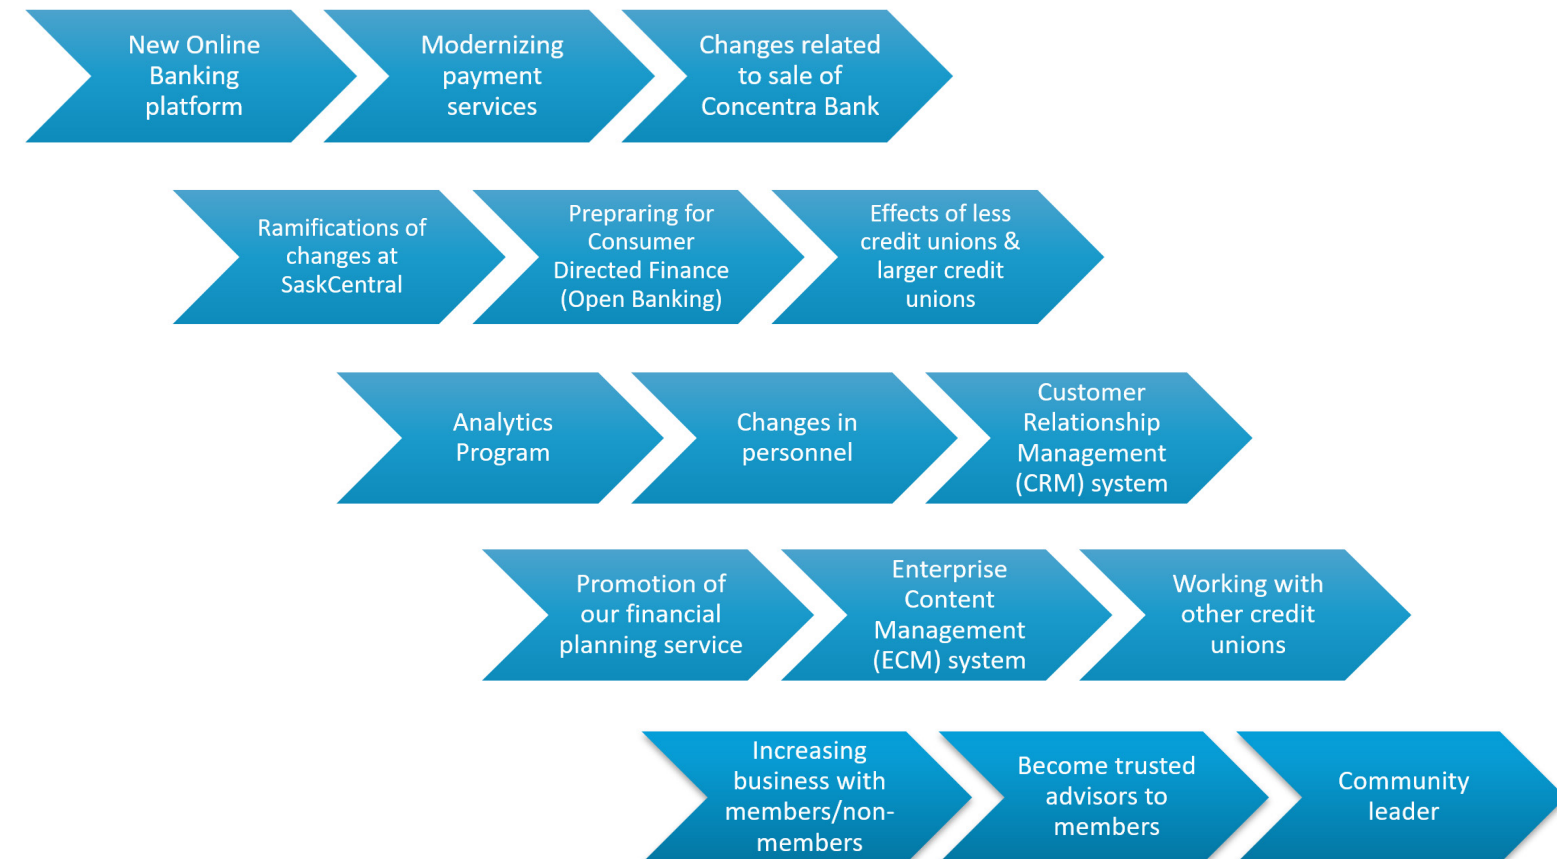 New Online
Banking
platform
Modernizing
payment
services
Changes related
to sale of
Concentra Bank
Ramifications of
changes at
SaskCentral
Prepraring for
Consumer
Directed Finance
(Open Banking)
Effects of less
credit unions &
larger credit
unions
Analytics
Program
Changes in
personnel
Customer
Relationship
Management
(CRM) system
Promotion of
our financial
planning service
Enterprise
Content
Management
(ECM) system
Working with
other credit
unions
Increasing
business with
members/non-
members
Become trusted
advisors to
members
Community
leader